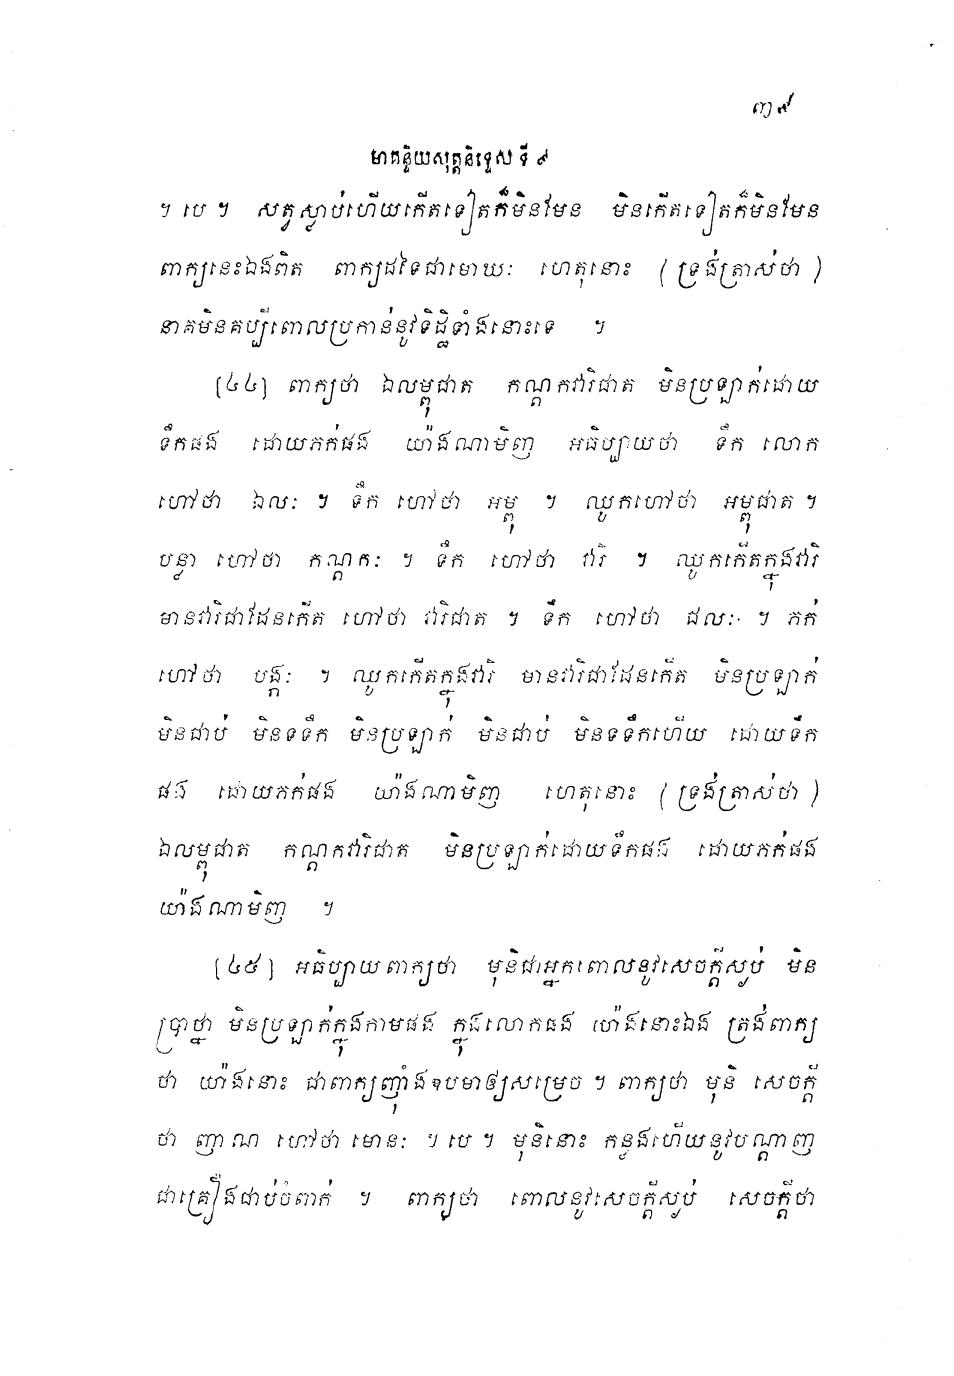 ៣៩
មាគន្ទិយសុត្តនិទ្ទេស ទី ៩
។ បេ ។ សត្វស្លាប់ហើយកើតទៀតក៏មិនមែន មិនកើតទៀតក៏មិនមែន
ពាក្យនេះឯងពិត ពាក្យដទៃជាមោឃៈ ហេតុនោះ (ទ្រង់ត្រាស់ថា)
នាគមិនគប្បីពោលប្រកាន់នូវទិដ្ឋិទាំងនោះទេ ។
[៤៤] ពាក្យថា ឯលម្ពុជាត កណ្ដកវារិជាត មិនប្រឡាក់ដោយ
ទឹកផង ដោយភក់ផង យ៉ាងណាមិញ អធិប្បាយថា ទឹក លោក
ហៅថា ឯលៈ ។ ទឹក ហៅថា អម្ពុ ។ ឈូកហៅថា អម្ពុជាត ។
បន្លា ហៅថា កណ្ដកៈ ។ ទឹក ហៅថា វារិ ។ ឈូកកើតក្នុងវារិ
មានវារិជាដែនកើត ហៅថា វារិជាត ។ ទឹក ហៅថា ជលៈ ។ ភក់
ហៅថា បង្កៈ ។ ឈូកកើតក្នុងវារិ មានវារិជាដែនកើត មិនប្រឡាក់
មិនជាប់ មិនទទឹក មិនប្រឡាក់ មិនជាប់ មិនទទឹកហើយ ដោយទឹក
ផង ដោយភក់ផង យ៉ាងណាមិញ ហេតុនោះ (ទ្រង់ត្រាស់ថា)
ឯលម្ពុជាត កណ្ដកវារិជាត មិនប្រឡាក់ដោយទឹកផង ដោយភក់ផង
យ៉ាងណាមិញ ។
[៤៥] អធិប្បាយពាក្យថា មុនិជាអ្នកពោលនូវសេចក្ដីស្ងប់ មិន
ប្រាថ្នា មិនប្រឡាក់ក្នុងកាមផង ក្នុងលោកផង ហ៉េងនោះឯង ត្រង់ពាក្យ
ថា យ៉ាងនោះ ជាពាក្យញុំាងឧបមាឲ្យសម្រេច ។ ពាក្យថា មុនិ សេចក្ដី
ថា ញាណ ហៅថា មោនៈ ។ បេ ។ មុនិនោះ កន្លងហើយនូវបណ្ដាញ
ជាគ្រឿងជាប់ចំពាក់ ។ ពាក្យថា ពោលនូវសេចក្ដីស្ងប់ សេចក្ដីថា